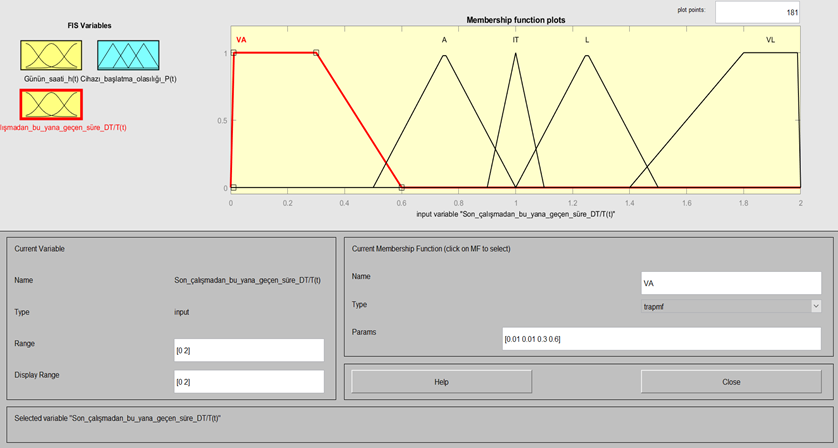 FIS Variables
Günün_saati_h(t) Cihazı_başlatma_olasılığı_P(t)
lışmadan_bu_yana_geçen_süre_DT/T(t)
plot points:
181
Membership function plots
VA
A
IT
L
VL
1
0.5
0
0 0.2 0.4 0.6 0.8 1 1.2 1.4 1.6 1.8 2
input variable "Son_çalışmadan_bu_yana_geçen_süre_DT/T(t)"
Current Variable
Name
Son_çalışmadan_bu_yana_geçen_süre_DT/T(t)
Type
input
Range
[0 2]
Display Range
[0 2]
Current Membership Function (click on MF to select)
Name
VA
Type
trapmf
Params
[0.01 0.01 0.3 0.6]
Help
Close
Selected variable "Son_çalışmadan_bu_yana_geçen_süre_DT/T(t)"